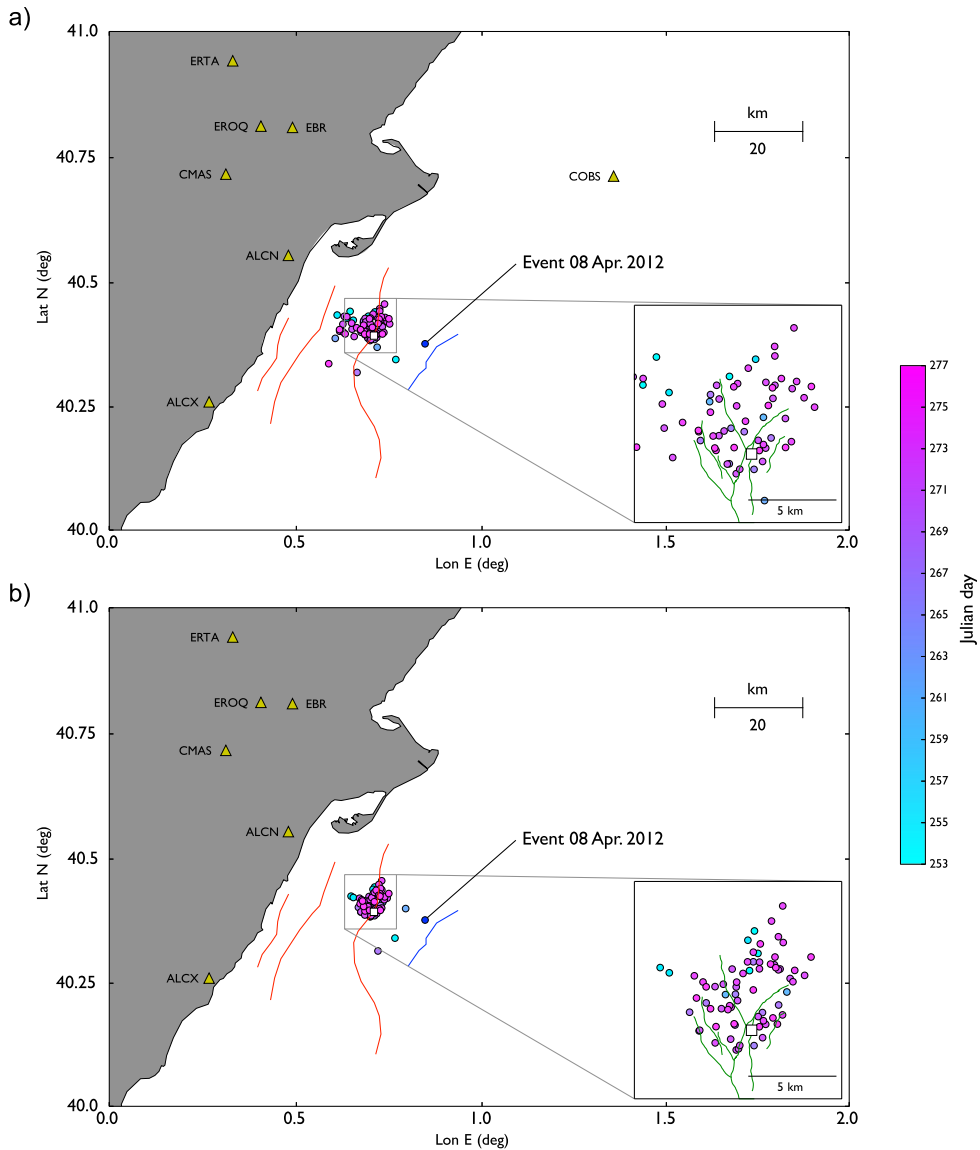 a)
41.0
ERTA
km
20
EROQ
EBR
40.75
CMAS
COBS
ALCN
Event 08 Apr. 2012
40.5
Lat N (deg)
ALCX
40.25
5 km
40.0
0.0
0.5
1.0
1.5
2.0
Lon E (deg)
b)
41.0
ERTA
km
20
EROQ
EBR
40.75
CMAS
ALCN
Event 08 Apr. 2012
40.5
Lat N (deg)
ALCX
40.25
5 km
40.0
0.0
0.5
1.0
1.5
2.0
Lon E (deg)
277
275
273
271
269
267
265
263
261
259
257
255
253
Julian day